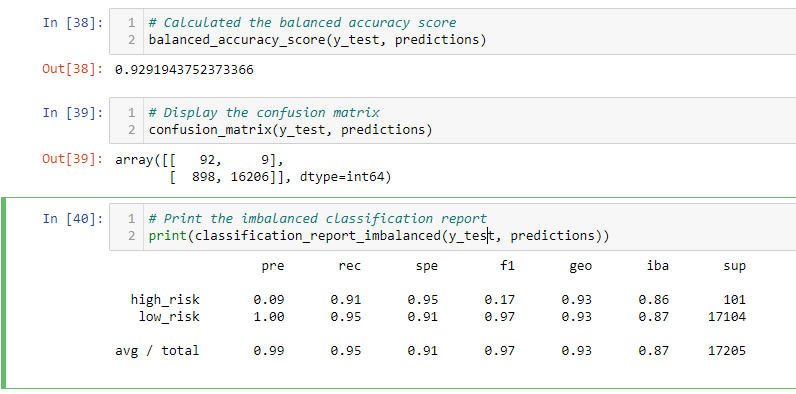 In [38]: 1 # Calculated the balanced accuracy score
2 balanced_accuracy_score(y_test, predictions)
Out[38]: 0.9291943752373366
In [39]: 1 # Display the confusion matrix
2 confusion_matrix(y_test, predictions)
Out[39]: array([[   92,     9],
       [  898, 16206]], dtype=int64)
In [40]: 1 # Print the imbalanced classification report
2 print(classification_report_imbalanced(y_test, predictions))
pre rec spe f1 geo iba sup
high_risk 0.09 0.91 0.95 0.17 0.93 0.86 101
low_risk 1.00 0.95 0.91 0.97 0.93 0.87 17104
avg / total 0.99 0.95 0.91 0.97 0.93 0.87 17205